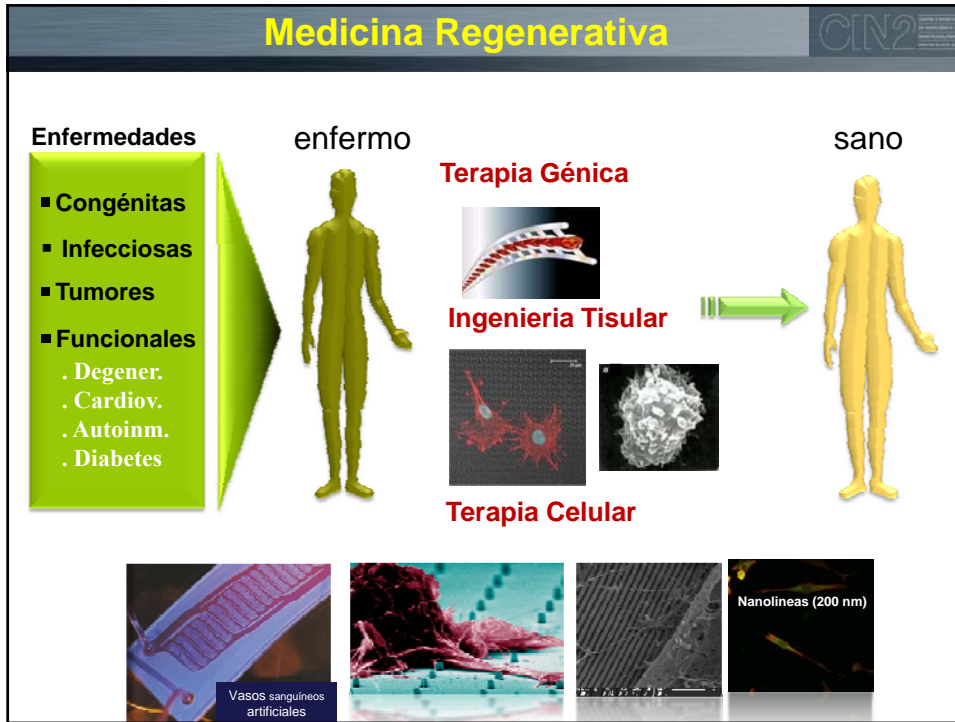 Medicina Regenerativa
CIN2
Enfermedades
enfermo
sano
▪ Congénitas
▪ Infecciosas
▪ Tumores
▪ Funcionales
. Degener.
. Cardiov.
. Autoinm.
. Diabetes
Terapia Génica
Ingenieria Tisular
a
Terapia Celular
Vasos sanguíneos
artificiales
Nanolineas (200 nm)